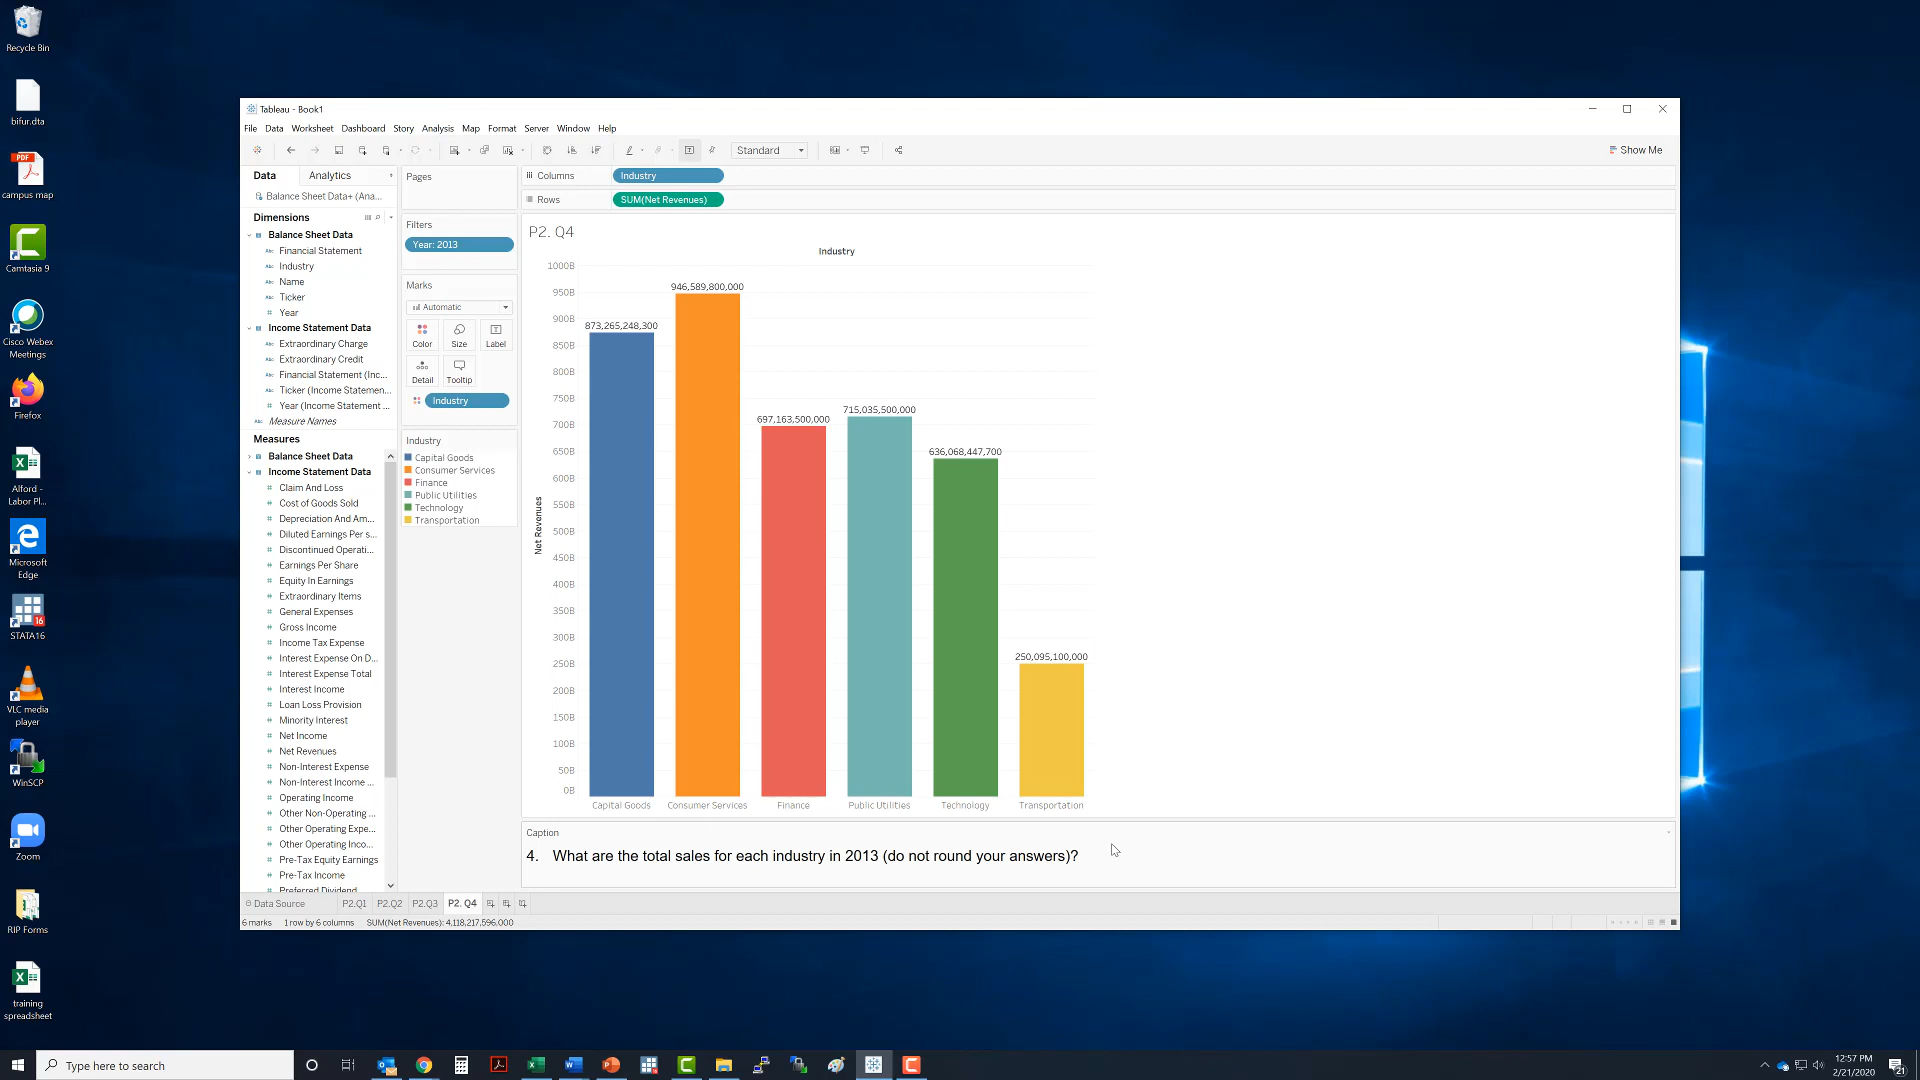 Recycle Bin
bifur.dta
PDF
campus map
Camtasia 9
Cisco Webex
Meetings
Firefox
Alford -
Labor Pl...
Microsoft
Edge
16
STATA16
VLC media
player
WinSCP
Zoom
RIP Forms
training
spreadsheet
Tableau - Book1
File Data Worksheet Dashboard Story Analysis Map Format Server Window Help
Standard
Show Me
Data Analytics
Balance Sheet Data+ (Ana...
Dimensions
Balance Sheet Data
Abc Financial Statement
Abc Industry
Abc Name
Abc Ticker
# Year
Income Statement Data
Abc Extraordinary Charge
Abc Extraordinary Credit
Abc Financial Statement (Inc...
Abc Ticker (Income Statemen...
# Year (Income Statement ...
Abc Measure Names
Measures
Balance Sheet Data
Income Statement Data
# Claim And Loss
# Cost of Goods Sold
# Depreciation And Am...
# Diluted Earnings Per s...
# Discontinued Operati...
# Earnings Per Share
# Equity In Earnings
# Extraordinary Items
# General Expenses
# Gross Income
# Income Tax Expense
# Interest Expense On D...
# Interest Expense Total
# Interest Income
# Loan Loss Provision
# Minority Interest
# Net Income
# Net Revenues
# Non-Interest Expense
# Non-Interest Income ...
# Operating Income
# Other Non-Operating ...
# Other Operating Expe...
# Other Operating Inco...
# Pre-Tax Equity Earnings
# Pre-Tax Income
# Preferred Dividend
Pages
Filters
Year: 2013
Marks
Automatic
Color Size Label
Detail Tooltip
Industry
Industry
Capital Goods
Consumer Services
Finance
Public Utilities
Technology
Transportation
Columns Industry
Rows SUM(Net Revenues)
P2. Q4
Industry
1000B
950B
900B
850B
800B
750B
700B
650B
600B
550B
500B
450B
400B
350B
300B
250B
200B
150B
100B
50B
0B
Net Revenues
873,265,248,300
946,589,800,000
697,163,500,000
715,035,500,000
636,068,447,700
250,095,100,000
Capital Goods Consumer Services Finance Public Utilities Technology Transportation
Caption
4. What are the total sales for each industry in 2013 (do not round your answers)?
Data Source P2.Q1 P2.Q2 P2.Q3 P2. Q4
6 marks 1 row by 6 columns SUM(Net Revenues): 4,118,217,596,000
Type here to search
12:57 PM
2/21/2020
21